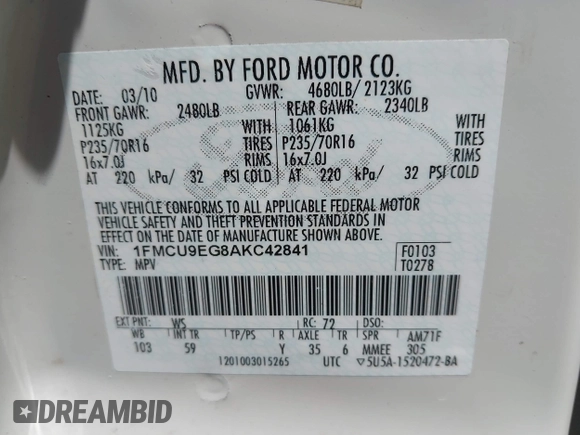 MFD. BY FORD MOTOR CO.
DATE: 03/10 GVWR: 4680LB/ 2123KG
FRONT GAWR: 2480LB REAR GAWR: 2340LB
1125KG 1061KG
P235/70R16 TIRES P235/70R16 TIRES
16x7.0J RIMS 16x7.0J RIMS
AT 220 kPa/ 32 PSI COLD AT 220 kPa/ 32 PSI COLD
THIS VEHICLE CONFORMS TO ALL APPLICABLE FEDERAL MOTOR
VEHICLE SAFETY AND THEFT PREVENTION STANDARDS IN
EFFECT ON THE DATE OF MANUFACTURE SHOWN ABOVE.
VIN: 1FMCU9EG8AKC42841 F0103
TYPE: MPV T0278
EXT PNT: WS RC: 72 DSO:
WB INT TR TP/PS R AXLE TR SPR AM71F
103 59 Y 35 6 MMEE 305
1201003015265 UTC ▽5U5A-1520472-BA
Ford
DREAMBID